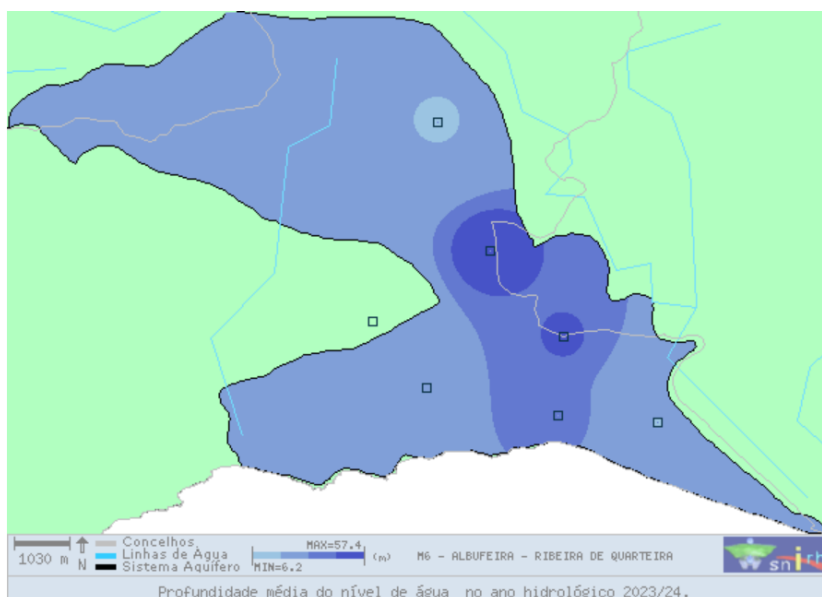 Concelhos
Linhas de Água
Sistema Aquífero
1030 m
N
MAX=57.4
(m)
MIN=6.2
M6 - ALBUFEIRA - RIBEIRA DE QUARTEIRA
snirh
Profundidade média do nível de água no ano hidrológico 2023/24.